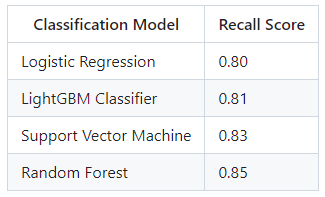 Classification Model Recall Score
Logistic Regression 0.80
LightGBM Classifier 0.81
Support Vector Machine 0.83
Random Forest 0.85